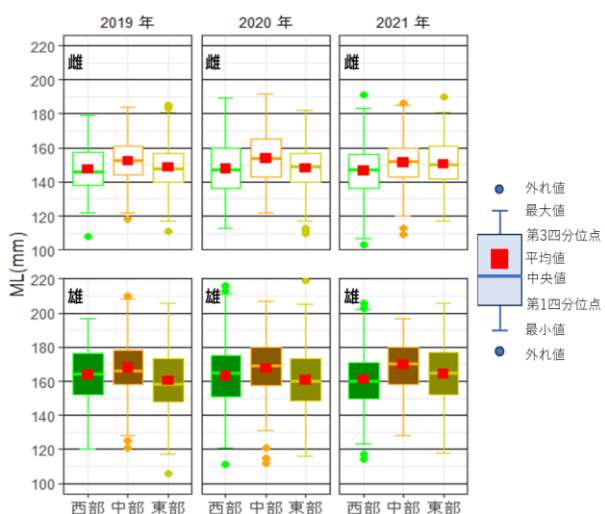 2019 年 2020 年 2021 年
220
200
180
160
140
120
100
雌 雌 雌
220
200
180
160
140
120
100
雄 雄 雄
ML(mm)
西部 中部 東部 西部 中部 東部 西部 中部 東部
外れ値
最大値
第3四分位点
平均値
中央値
第1四分位点
最小値
外れ値